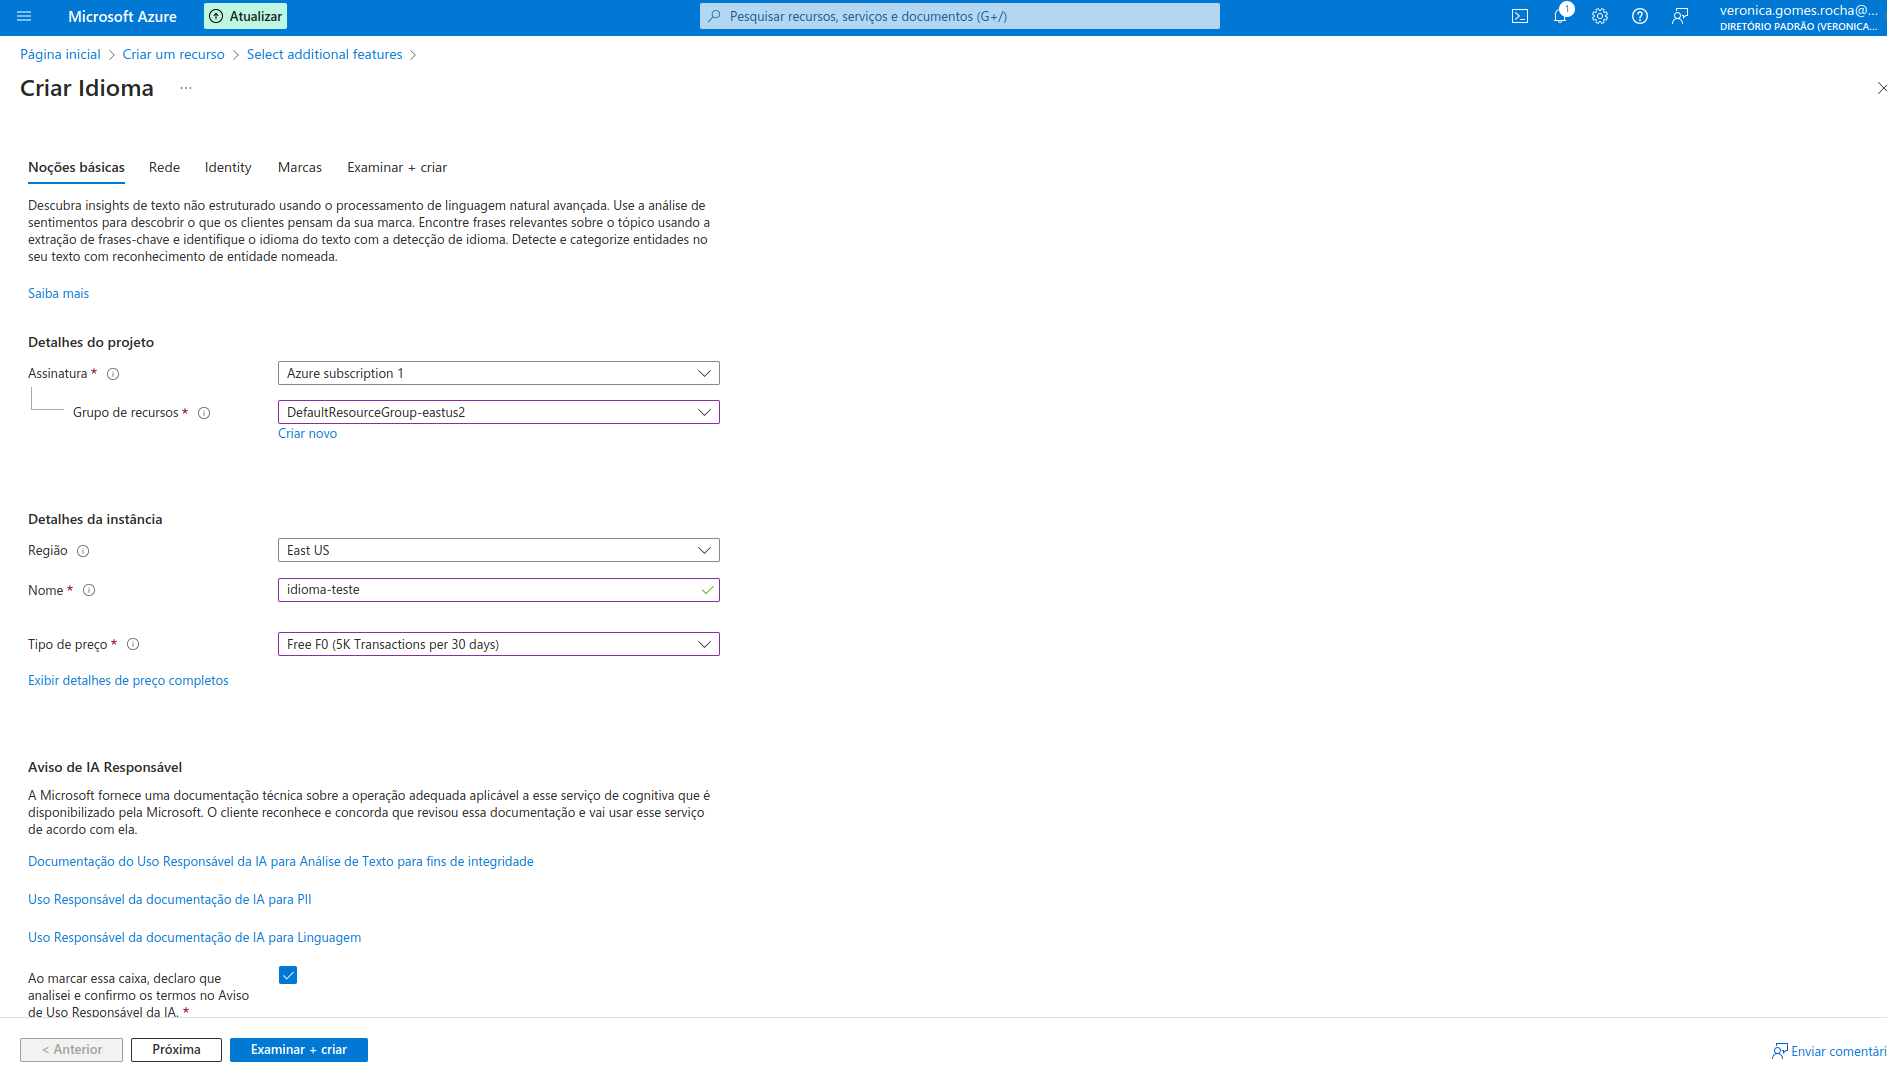 Microsoft Azure
Atualizar
Pesquisar recursos, serviços e documentos (G+/)
1
veronica.gomes.rocha@...
DIRETÓRIO PADRÃO (VERONICA...
Página inicial > Criar um recurso > Select additional features >
Criar Idioma ...
Noções básicas Rede Identity Marcas Examinar + criar
Descubra insights de texto não estruturado usando o processamento de linguagem natural avançada. Use a análise de
sentimentos para descobrir o que os clientes pensam da sua marca. Encontre frases relevantes sobre o tópico usando a
extração de frases-chave e identifique o idioma do texto com a detecção de idioma. Detecte e categorize entidades no
seu texto com reconhecimento de entidade nomeada.
Saiba mais
Detalhes do projeto
Assinatura * Azure subscription 1
Grupo de recursos * DefaultResourceGroup-eastus2
Criar novo
Detalhes da instância
Região East US
Nome * idioma-teste
Tipo de preço * Free F0 (5K Transactions per 30 days)
Exibir detalhes de preço completos
Aviso de IA Responsável
A Microsoft fornece uma documentação técnica sobre a operação adequada aplicável a esse serviço de cognitiva que é
disponibilizado pela Microsoft. O cliente reconhece e concorda que revisou essa documentação e vai usar esse serviço
de acordo com ela.
Documentação do Uso Responsável da IA para Análise de Texto para fins de integridade
Uso Responsável da documentação de IA para PII
Uso Responsável da documentação de IA para Linguagem
Ao marcar essa caixa, declaro que
analisei e confirmo os termos no Aviso
de Uso Responsável da IA. *
< Anterior Próxima Examinar + criar
Enviar comentári